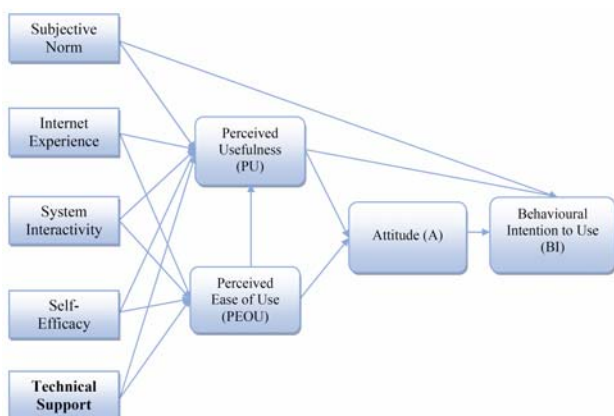 Subjective
Norm
Internet
Experience
System
Interactivity
Self-
Efficacy
Technical
Support
Perceived
Usefulness
(PU)
Perceived
Ease of Use
(PEOU)
Attitude (A)
Behavioural
Intention to Use
(BI)